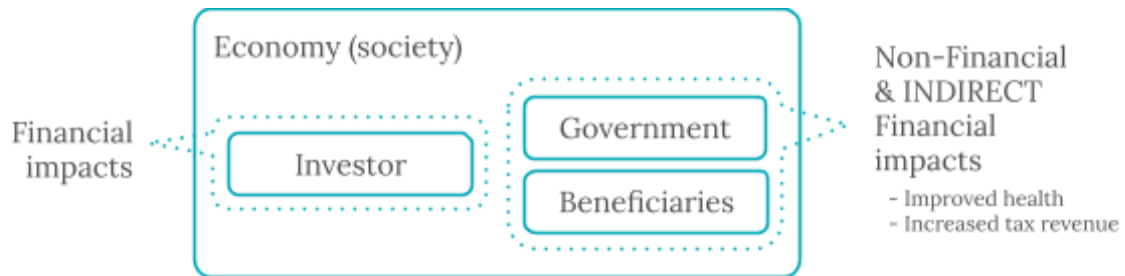 Economy (society)
Financial
impacts
Investor
Government
Beneficiaries
Non-Financial
& INDIRECT
Financial
impacts
- Improved health
- Increased tax revenue